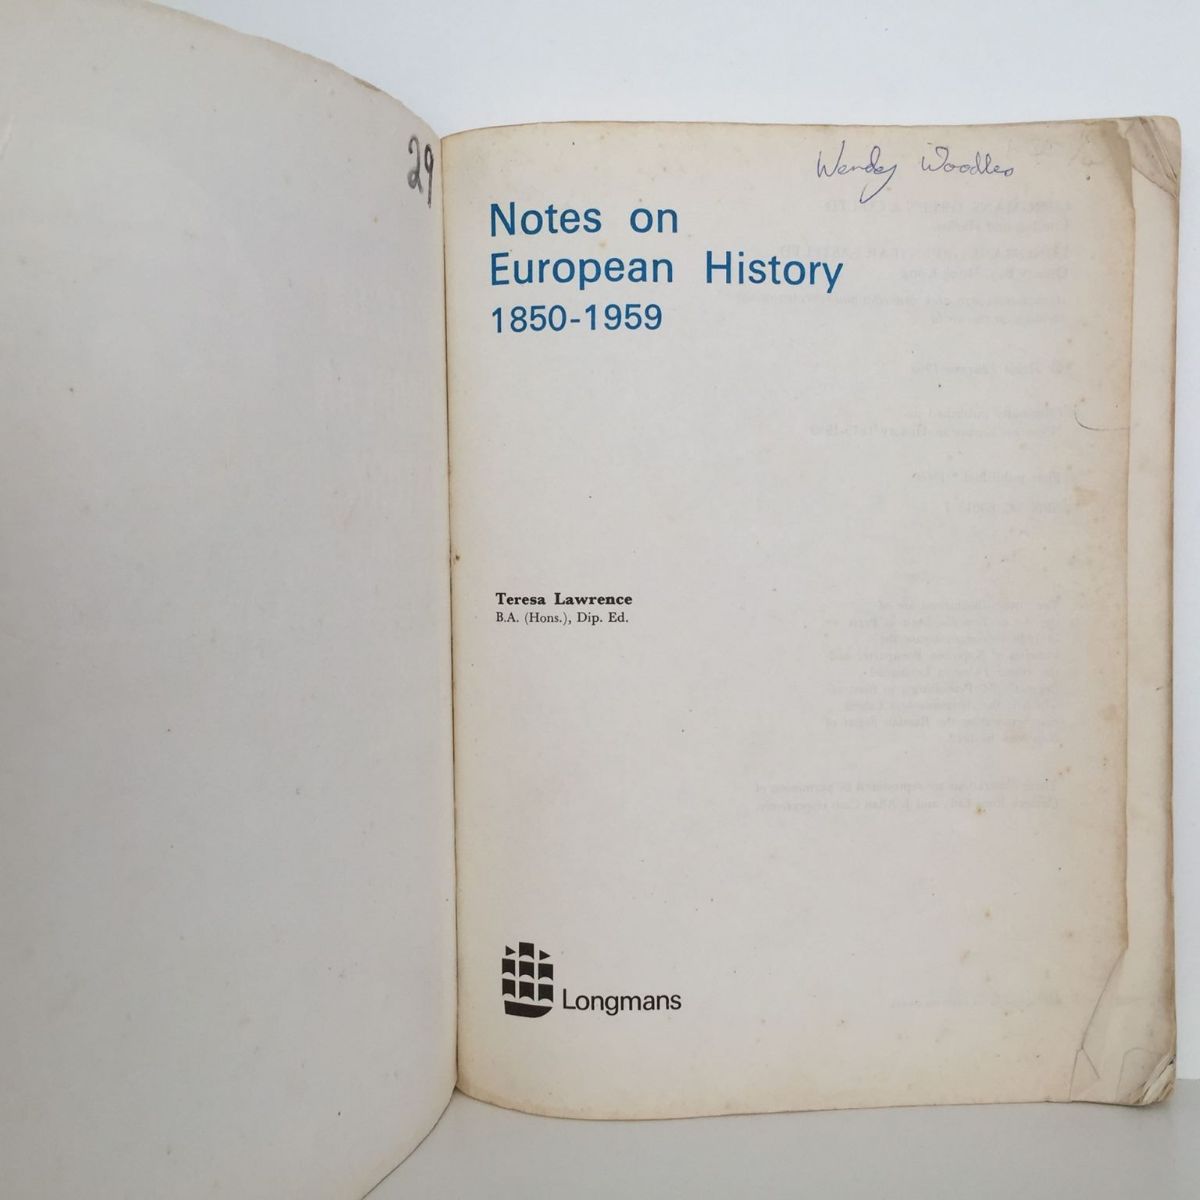 29
Wendy Woodles
Notes on
European History
1850-1959
Teresa Lawrence
B.A. (Hons.), Dip. Ed.
Longmans